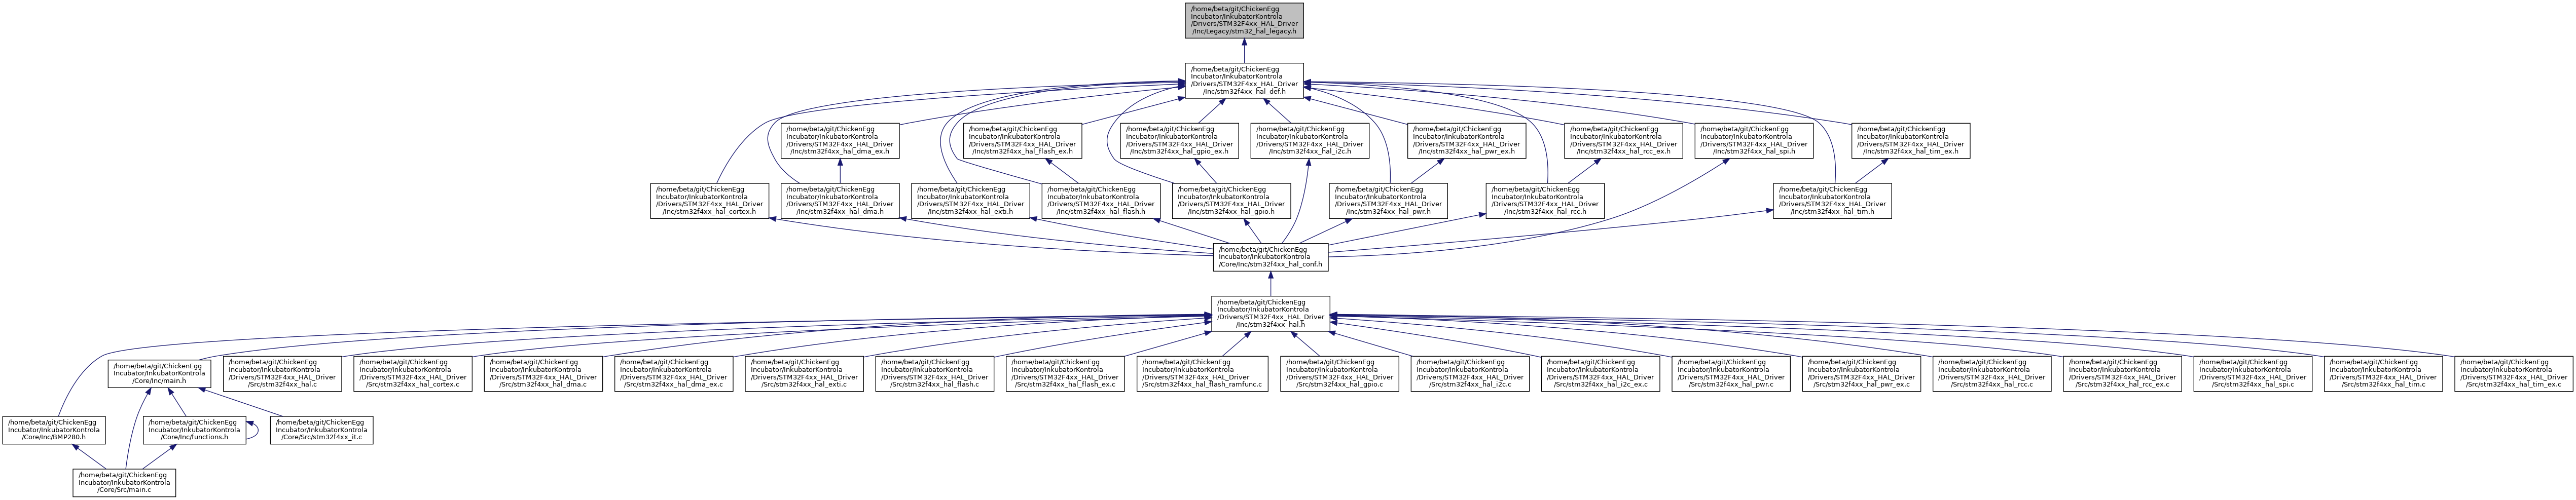 /home/beta/git/ChickenEgg
Incubator/InkubatorKontrola
/Drivers/STM32F4xx_HAL_Driver
/Inc/Legacy/stm32_hal_legacy.h
/home/beta/git/ChickenEgg
Incubator/InkubatorKontrola
/Drivers/STM32F4xx_HAL_Driver
/Inc/stm32f4xx_hal_def.h
/home/beta/git/ChickenEgg
Incubator/InkubatorKontrola
/Drivers/STM32F4xx_HAL_Driver
/Inc/stm32f4xx_hal_dma_ex.h
/home/beta/git/ChickenEgg
Incubator/InkubatorKontrola
/Drivers/STM32F4xx_HAL_Driver
/Inc/stm32f4xx_hal_flash_ex.h
/home/beta/git/ChickenEgg
Incubator/InkubatorKontrola
/Drivers/STM32F4xx_HAL_Driver
/Inc/stm32f4xx_hal_gpio_ex.h
/home/beta/git/ChickenEgg
Incubator/InkubatorKontrola
/Drivers/STM32F4xx_HAL_Driver
/Inc/stm32f4xx_hal_i2c.h
/home/beta/git/ChickenEgg
Incubator/InkubatorKontrola
/Drivers/STM32F4xx_HAL_Driver
/Inc/stm32f4xx_hal_pwr_ex.h
/home/beta/git/ChickenEgg
Incubator/InkubatorKontrola
/Drivers/STM32F4xx_HAL_Driver
/Inc/stm32f4xx_hal_rcc_ex.h
/home/beta/git/ChickenEgg
Incubator/InkubatorKontrola
/Drivers/STM32F4xx_HAL_Driver
/Inc/stm32f4xx_hal_spi.h
/home/beta/git/ChickenEgg
Incubator/InkubatorKontrola
/Drivers/STM32F4xx_HAL_Driver
/Inc/stm32f4xx_hal_tim_ex.h
/home/beta/git/ChickenEgg
Incubator/InkubatorKontrola
/Drivers/STM32F4xx_HAL_Driver
/Inc/stm32f4xx_hal_cortex.h
/home/beta/git/ChickenEgg
Incubator/InkubatorKontrola
/Drivers/STM32F4xx_HAL_Driver
/Inc/stm32f4xx_hal_dma.h
/home/beta/git/ChickenEgg
Incubator/InkubatorKontrola
/Drivers/STM32F4xx_HAL_Driver
/Inc/stm32f4xx_hal_exti.h
/home/beta/git/ChickenEgg
Incubator/InkubatorKontrola
/Drivers/STM32F4xx_HAL_Driver
/Inc/stm32f4xx_hal_flash.h
/home/beta/git/ChickenEgg
Incubator/InkubatorKontrola
/Drivers/STM32F4xx_HAL_Driver
/Inc/stm32f4xx_hal_gpio.h
/home/beta/git/ChickenEgg
Incubator/InkubatorKontrola
/Drivers/STM32F4xx_HAL_Driver
/Inc/stm32f4xx_hal_pwr.h
/home/beta/git/ChickenEgg
Incubator/InkubatorKontrola
/Drivers/STM32F4xx_HAL_Driver
/Inc/stm32f4xx_hal_rcc.h
/home/beta/git/ChickenEgg
Incubator/InkubatorKontrola
/Drivers/STM32F4xx_HAL_Driver
/Inc/stm32f4xx_hal_tim.h
/home/beta/git/ChickenEgg
Incubator/InkubatorKontrola
/Core/Inc/stm32f4xx_hal_conf.h
/home/beta/git/ChickenEgg
Incubator/InkubatorKontrola
/Drivers/STM32F4xx_HAL_Driver
/Inc/stm32f4xx_hal.h
/home/beta/git/ChickenEgg
Incubator/InkubatorKontrola
/Core/Inc/main.h
/home/beta/git/ChickenEgg
Incubator/InkubatorKontrola
/Drivers/STM32F4xx_HAL_Driver
/Src/stm32f4xx_hal.c
/home/beta/git/ChickenEgg
Incubator/InkubatorKontrola
/Drivers/STM32F4xx_HAL_Driver
/Src/stm32f4xx_hal_cortex.c
/home/beta/git/ChickenEgg
Incubator/InkubatorKontrola
/Drivers/STM32F4xx_HAL_Driver
/Src/stm32f4xx_hal_dma.c
/home/beta/git/ChickenEgg
Incubator/InkubatorKontrola
/Drivers/STM32F4xx_HAL_Driver
/Src/stm32f4xx_hal_dma_ex.c
/home/beta/git/ChickenEgg
Incubator/InkubatorKontrola
/Drivers/STM32F4xx_HAL_Driver
/Src/stm32f4xx_hal_exti.c
/home/beta/git/ChickenEgg
Incubator/InkubatorKontrola
/Drivers/STM32F4xx_HAL_Driver
/Src/stm32f4xx_hal_flash.c
/home/beta/git/ChickenEgg
Incubator/InkubatorKontrola
/Drivers/STM32F4xx_HAL_Driver
/Src/stm32f4xx_hal_flash_ex.c
/home/beta/git/ChickenEgg
Incubator/InkubatorKontrola
/Drivers/STM32F4xx_HAL_Driver
/Src/stm32f4xx_hal_flash_ramfunc.c
/home/beta/git/ChickenEgg
Incubator/InkubatorKontrola
/Drivers/STM32F4xx_HAL_Driver
/Src/stm32f4xx_hal_gpio.c
/home/beta/git/ChickenEgg
Incubator/InkubatorKontrola
/Drivers/STM32F4xx_HAL_Driver
/Src/stm32f4xx_hal_i2c.c
/home/beta/git/ChickenEgg
Incubator/InkubatorKontrola
/Drivers/STM32F4xx_HAL_Driver
/Src/stm32f4xx_hal_i2c_ex.c
/home/beta/git/ChickenEgg
Incubator/InkubatorKontrola
/Drivers/STM32F4xx_HAL_Driver
/Src/stm32f4xx_hal_pwr.c
/home/beta/git/ChickenEgg
Incubator/InkubatorKontrola
/Drivers/STM32F4xx_HAL_Driver
/Src/stm32f4xx_hal_pwr_ex.c
/home/beta/git/ChickenEgg
Incubator/InkubatorKontrola
/Drivers/STM32F4xx_HAL_Driver
/Src/stm32f4xx_hal_rcc.c
/home/beta/git/ChickenEgg
Incubator/InkubatorKontrola
/Drivers/STM32F4xx_HAL_Driver
/Src/stm32f4xx_hal_rcc_ex.c
/home/beta/git/ChickenEgg
Incubator/InkubatorKontrola
/Drivers/STM32F4xx_HAL_Driver
/Src/stm32f4xx_hal_spi.c
/home/beta/git/ChickenEgg
Incubator/InkubatorKontrola
/Drivers/STM32F4xx_HAL_Driver
/Src/stm32f4xx_hal_tim.c
/home/beta/git/ChickenEgg
Incubator/InkubatorKontrola
/Drivers/STM32F4xx_HAL_Driver
/Src/stm32f4xx_hal_tim_ex.c
/home/beta/git/ChickenEgg
Incubator/InkubatorKontrola
/Core/Inc/BMP280.h
/home/beta/git/ChickenEgg
Incubator/InkubatorKontrola
/Core/Inc/functions.h
/home/beta/git/ChickenEgg
Incubator/InkubatorKontrola
/Core/Src/stm32f4xx_it.c
/home/beta/git/ChickenEgg
Incubator/InkubatorKontrola
/Core/Src/main.c